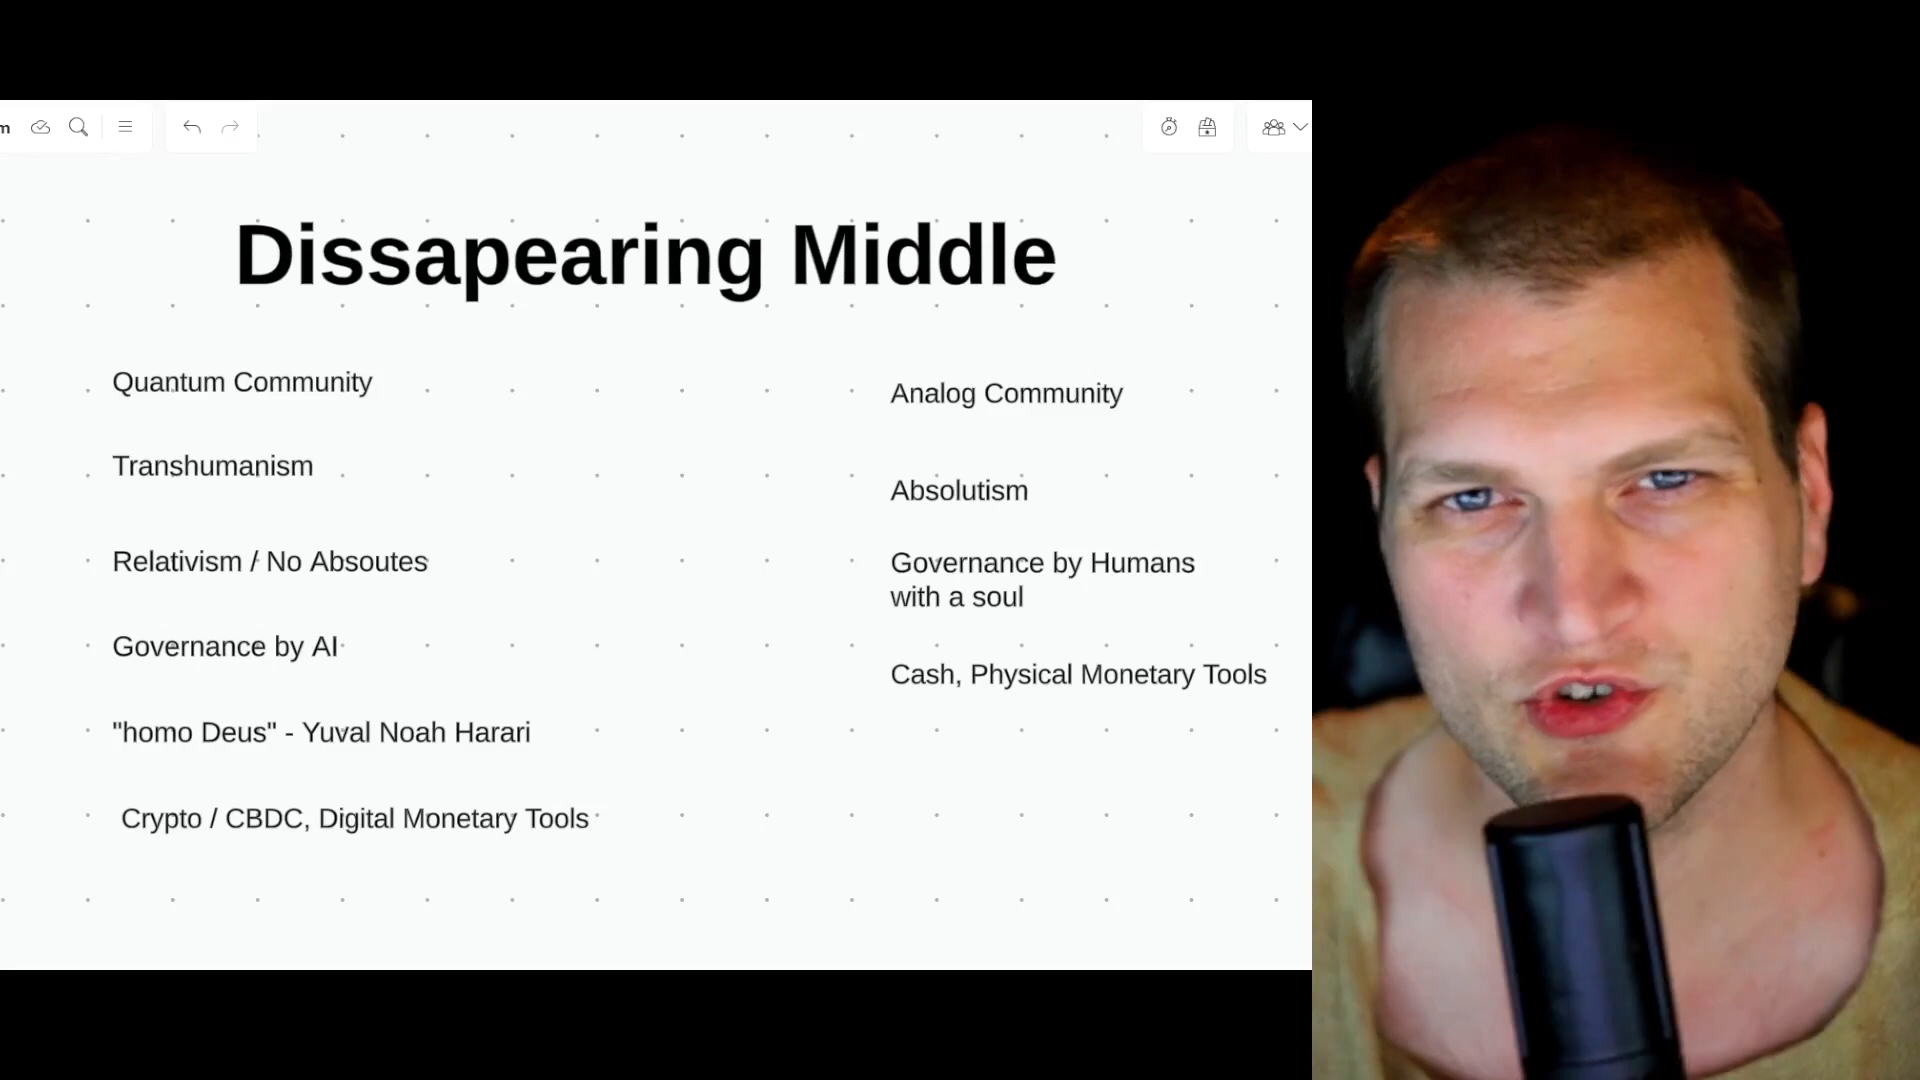 m
Dissapearing Middle
Quantum Community
Transhumanism
Relativism / No Absoutes
Governance by AI
"homo Deus" - Yuval Noah Harari
Crypto / CBDC, Digital Monetary Tools
Analog Community
Absolutism
Governance by Humans
with a soul
Cash, Physical Monetary Tools